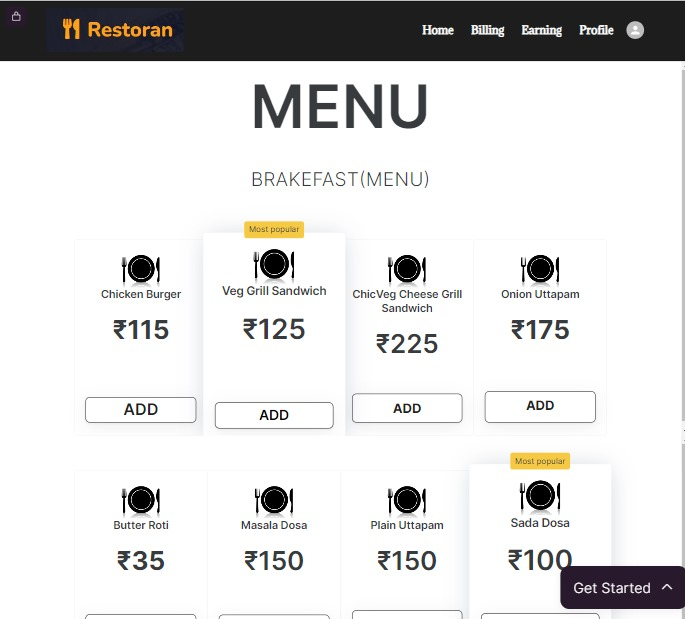 Restoran
Home Billing Earning Profile
MENU
BRAKEFAST(MENU)
Most popular
Chicken Burger
₹115
ADD
Veg Grill Sandwich
₹125
ADD
ChicVeg Cheese Grill
Sandwich
₹225
ADD
Onion Uttapam
₹175
ADD
Butter Roti
₹35
Masala Dosa
₹150
Plain Uttapam
₹150
Most popular
Sada Dosa
₹100
Get Started